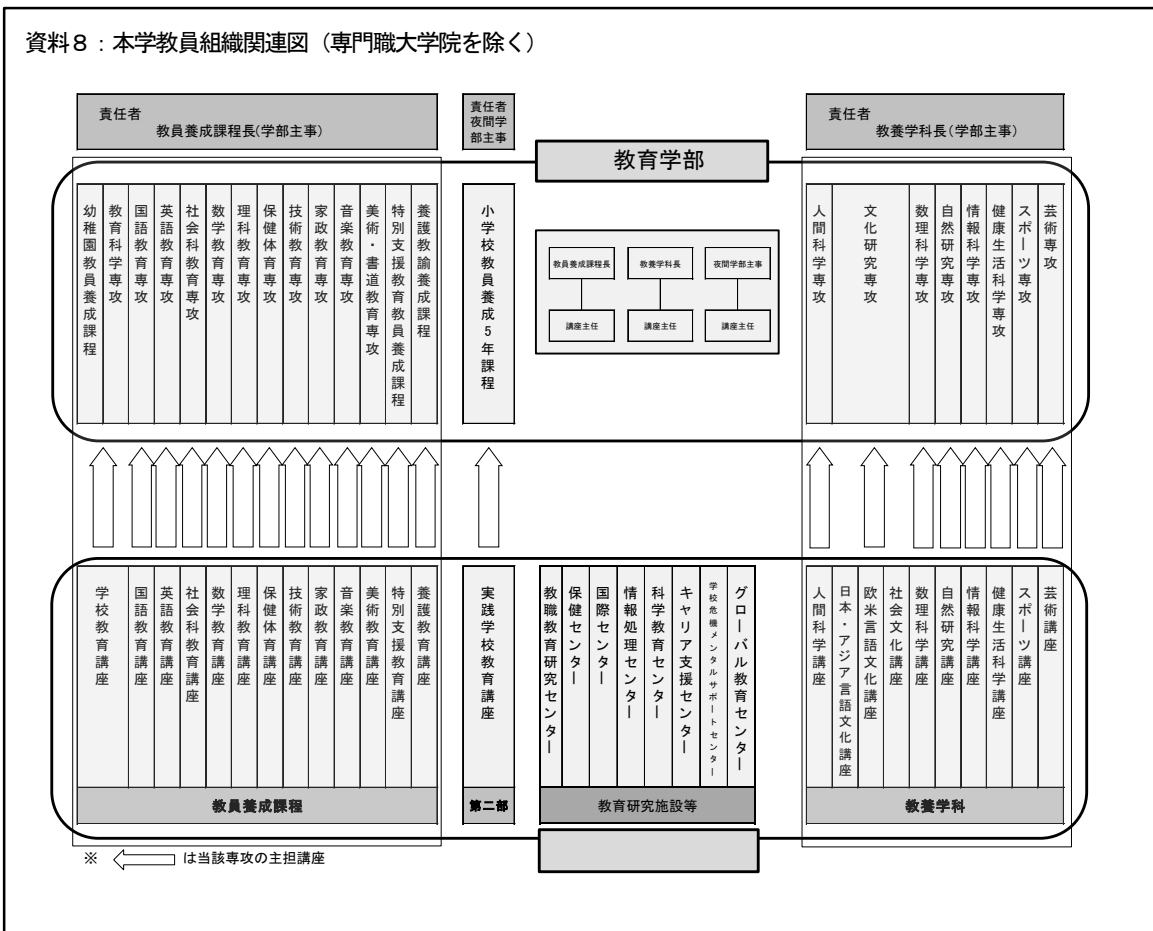 資料８：本学教員組織関連図（専門職大学院を除く）
責任者
教員養成課程長(学部主事)
責任者
夜間学
部主事
責任者
教養学科長(学部主事)
教育学部
幼稚園教員養成課程
教育科学専攻
国語教育専攻
英語教育専攻
社会科教育専攻
数学教育専攻
理科教育専攻
保健体育専攻
技術教育専攻
家政教育専攻
音楽教育専攻
美術・書道教育専攻
特別支援教育教員養成課程
養護教諭養成課程
小学校教員養成５年課程
教員養成課程長
教養学科長
夜間学部主事
講座主任
講座主任
講座主任
人間科学専攻
文化研究専攻
数理科学専攻
自然研究専攻
情報科学専攻
健康生活科学専攻
スポーツ専攻
芸術専攻
学校教育講座
国語教育講座
英語教育講座
社会科教育講座
数学教育講座
理科教育講座
保健体育講座
技術教育講座
家政教育講座
音楽教育講座
美術教育講座
特別支援教育講座
養護教育講座
実践学校教育講座
教職教育研究センター
保健センター
国際センター
情報処理センター
科学教育センター
キャリア支援センター
学校危機メンタルサポートセンター
グローバル教育センター
人間科学講座
日本・アジア言語文化講座
欧米言語文化講座
社会文化講座
数理科学講座
自然研究講座
情報科学講座
健康生活科学講座
スポーツ講座
芸術講座
教員養成課程
第二部
教育研究施設等
教養学科
※ は当該専攻の主担講座